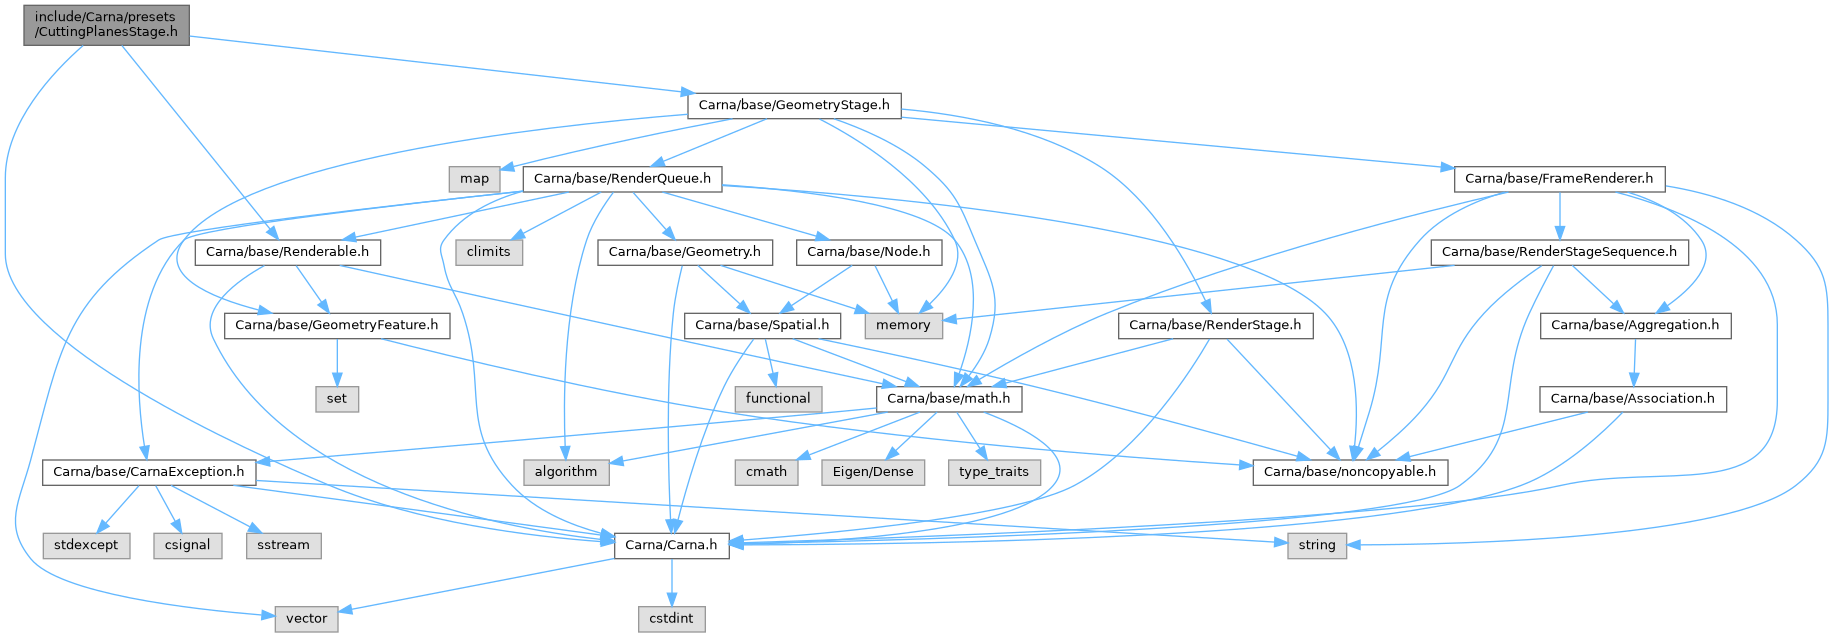 include/Carna/presets
/CuttingPlanesStage.h
Carna/base/GeometryStage.h
map
Carna/base/RenderQueue.h
Carna/base/FrameRenderer.h
Carna/base/Renderable.h
climits
Carna/base/Geometry.h
Carna/base/Node.h
Carna/base/RenderStageSequence.h
Carna/base/GeometryFeature.h
Carna/base/Spatial.h
memory
Carna/base/RenderStage.h
Carna/base/Aggregation.h
set
functional
Carna/base/math.h
Carna/base/Association.h
Carna/base/CarnaException.h
algorithm
cmath
Eigen/Dense
type_traits
Carna/base/noncopyable.h
stdexcept
csignal
sstream
Carna/Carna.h
string
vector
cstdint